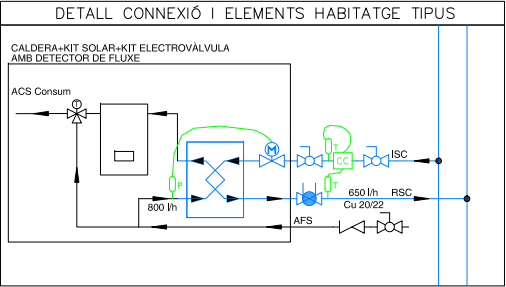 DETALL CONNEXIÓ I ELEMENTS HABITATGE TIPUS
CALDERA+KIT SOLAR+KIT ELECTROVÀLVULA
AMB DETECTOR DE FLUXE
ACS Consum
T
M
T
CC
ISC
P
T
800 l/h
650 l/h
RSC
Cu 20/22
AFS